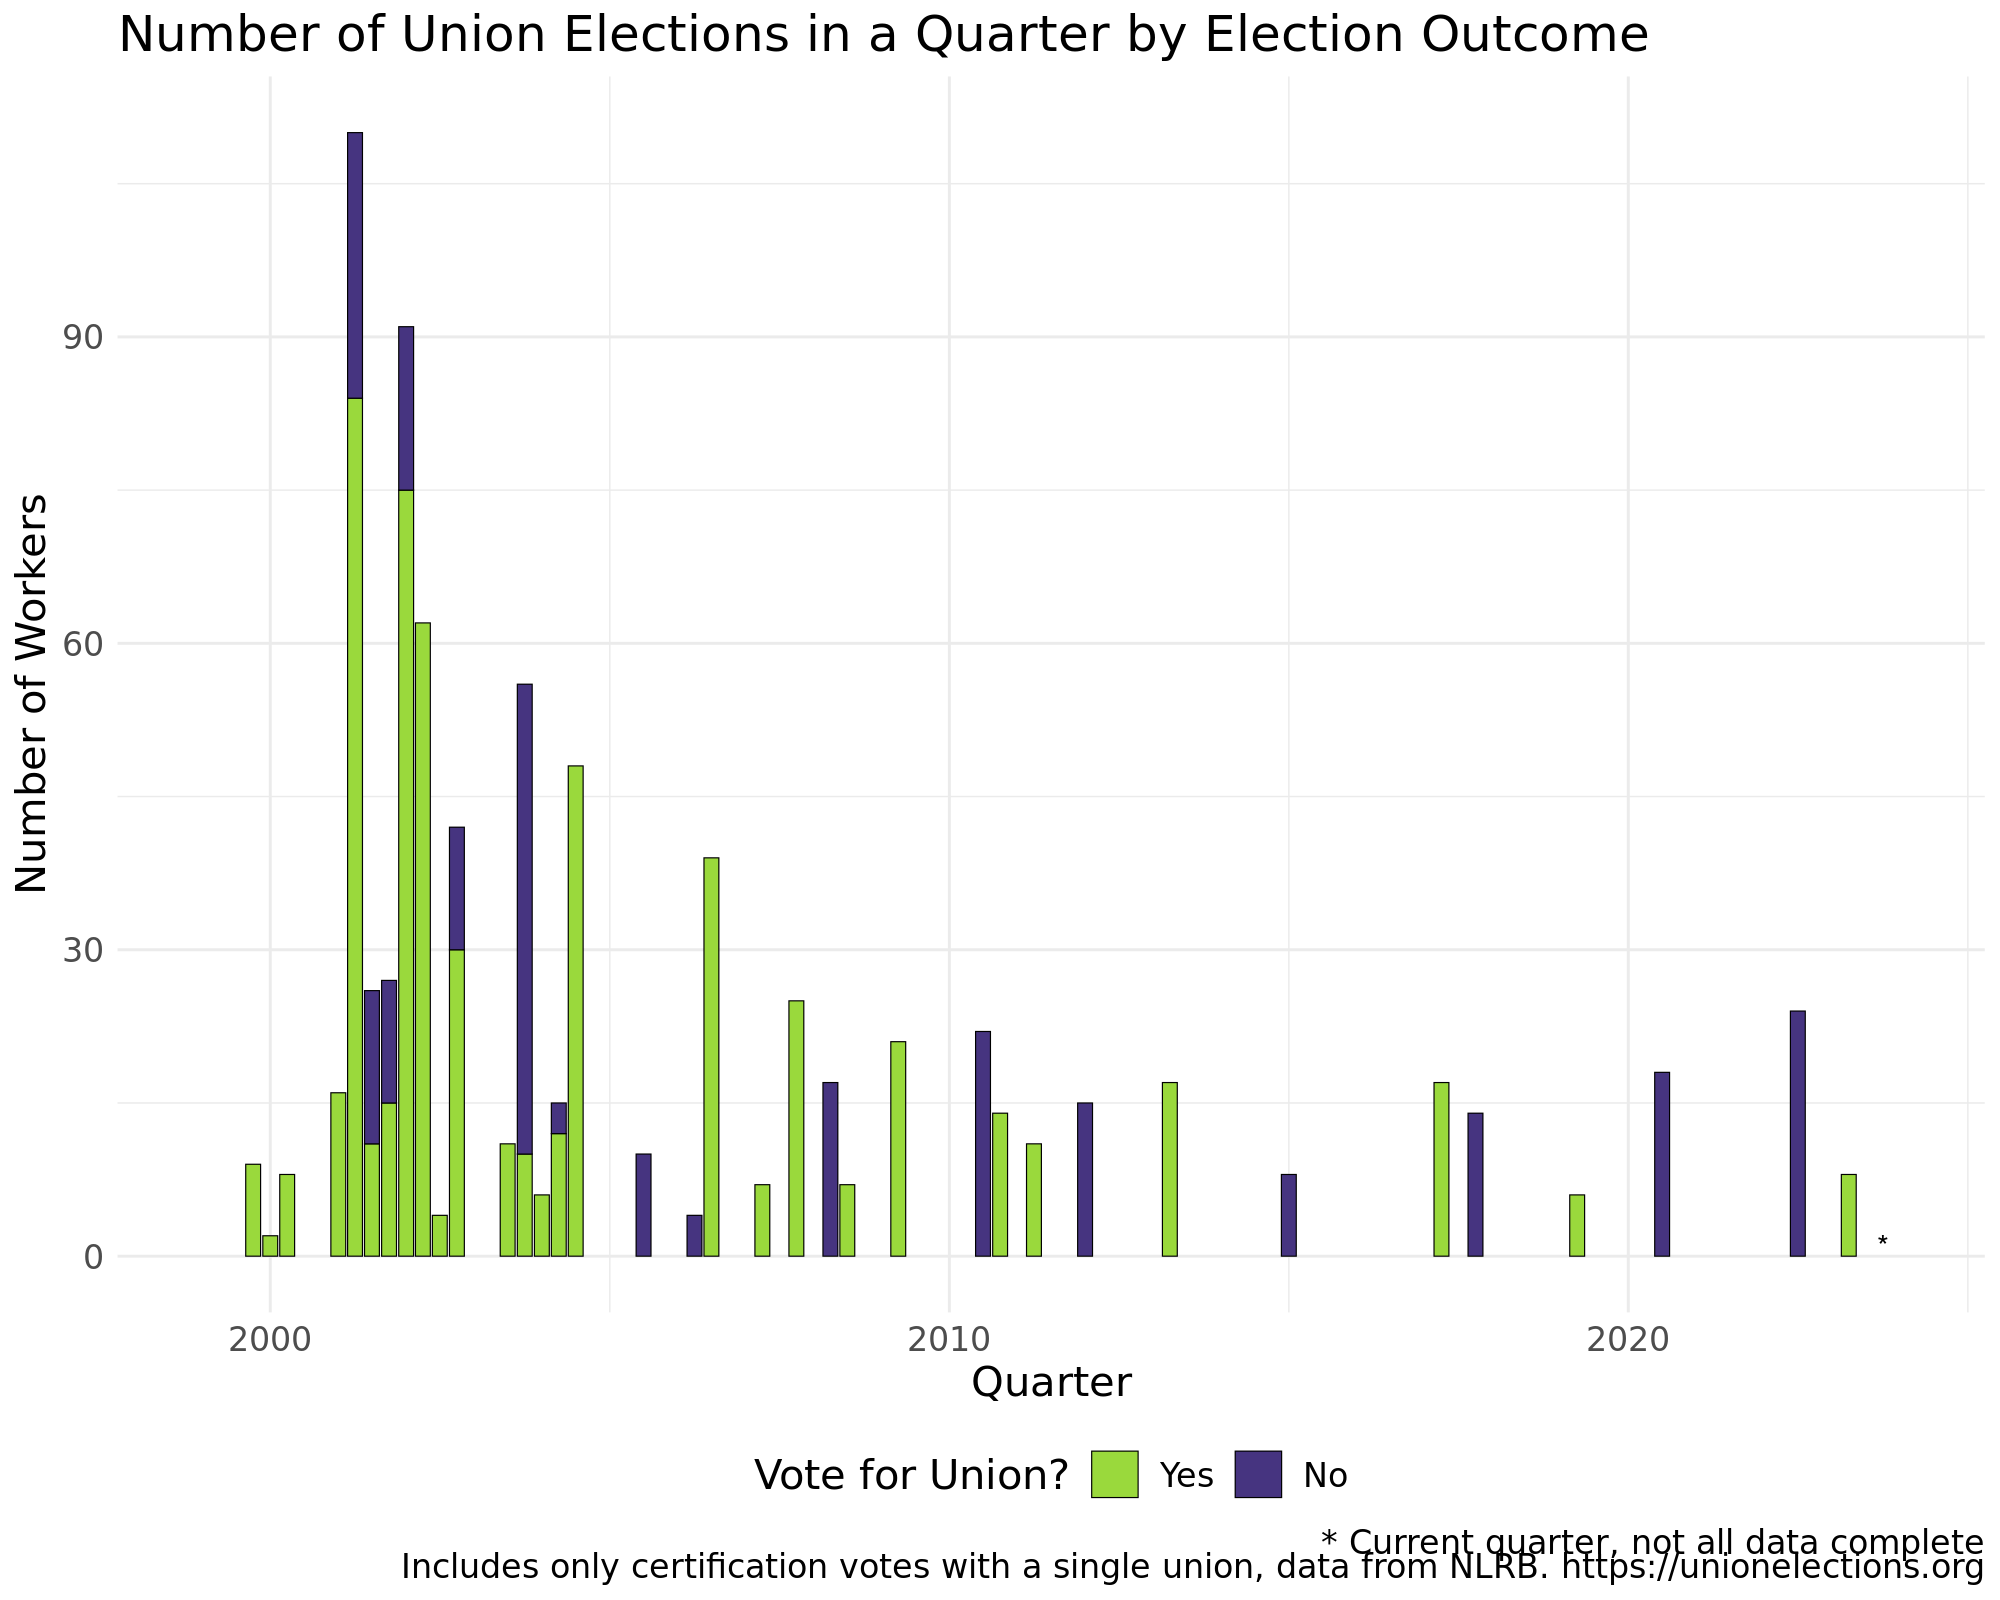 Number of Union Elections in a Quarter by Election Outcome
Number of Workers
90
60
30
0
*
2000
2010
2020
Quarter
Vote for Union?
Yes
No
* Current quarter, not all data complete
Includes only certification votes with a single union, data from NLRB. https://unionelections.org